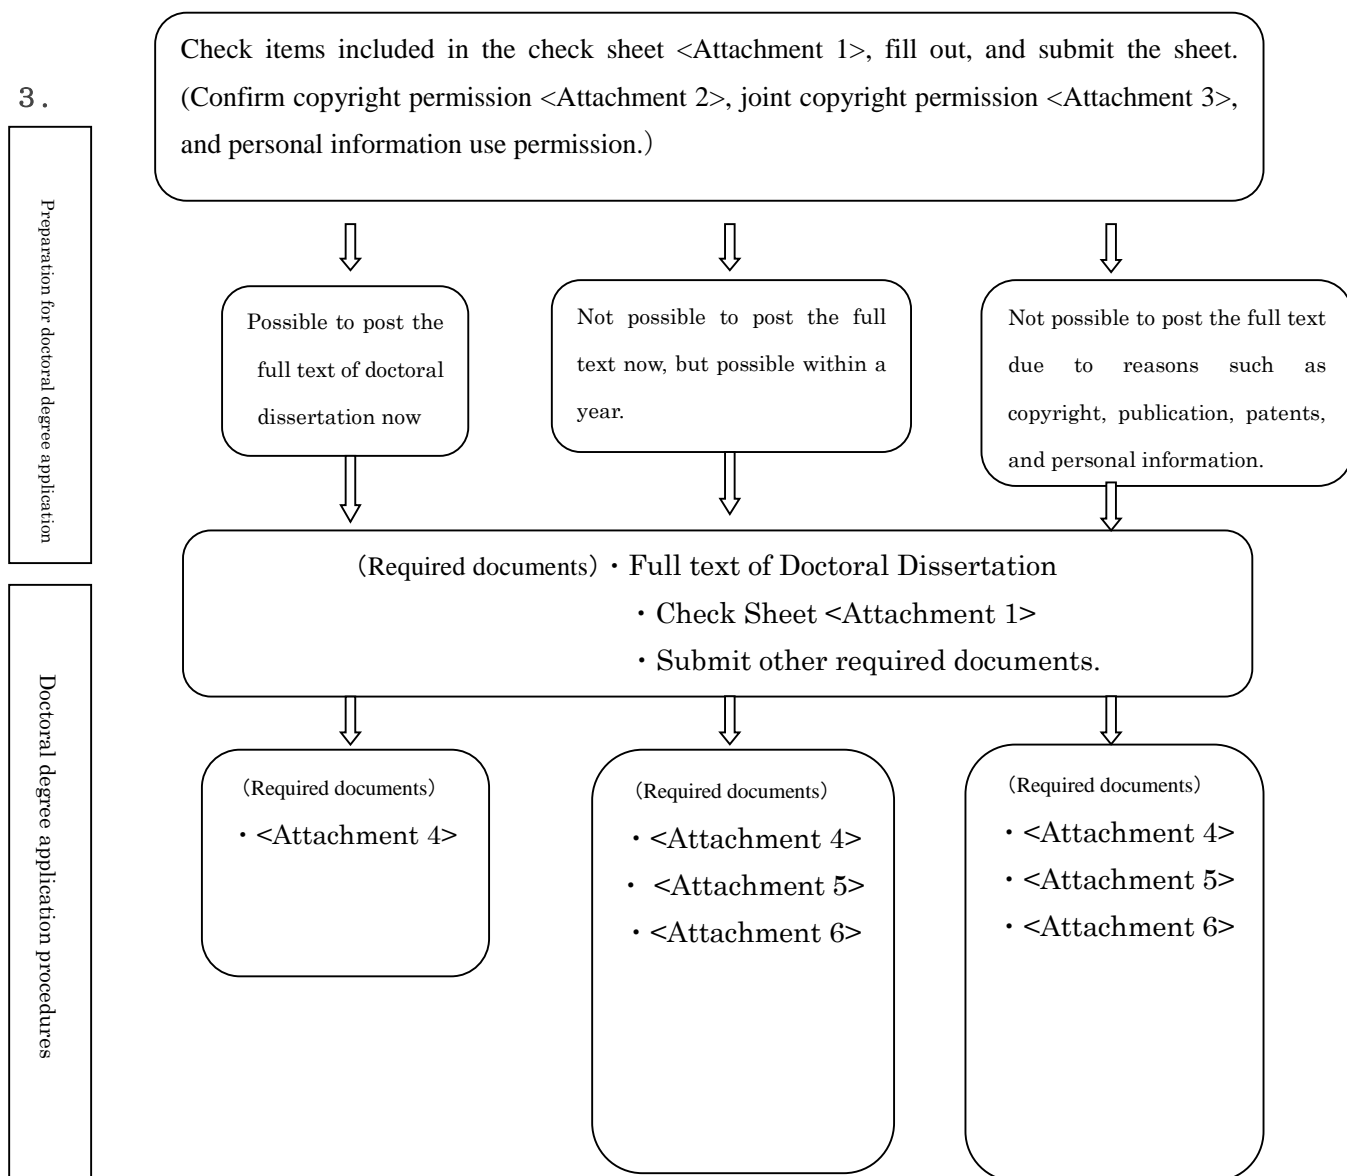 Check items included in the check sheet <Attachment 1>, fill out, and submit the sheet.
(Confirm copyright permission <Attachment 2>, joint copyright permission <Attachment 3>,
and personal information use permission.）
３.
Preparation for doctoral degree application
Possible to post the
full text of doctoral
dissertation now
Not possible to post the full
text now, but possible within a
year.
Not possible to post the full text
due to reasons such as
copyright, publication, patents,
and personal information.
（Required documents）・Full text of Doctoral Dissertation
・Check Sheet <Attachment 1>
・Submit other required documents.
Doctoral degree application procedures
（Required documents）
・<Attachment 4>
（Required documents）
・<Attachment 4>
・ <Attachment 5>
・<Attachment 6>
（Required documents）
・<Attachment 4>
・<Attachment 5>
・<Attachment 6>